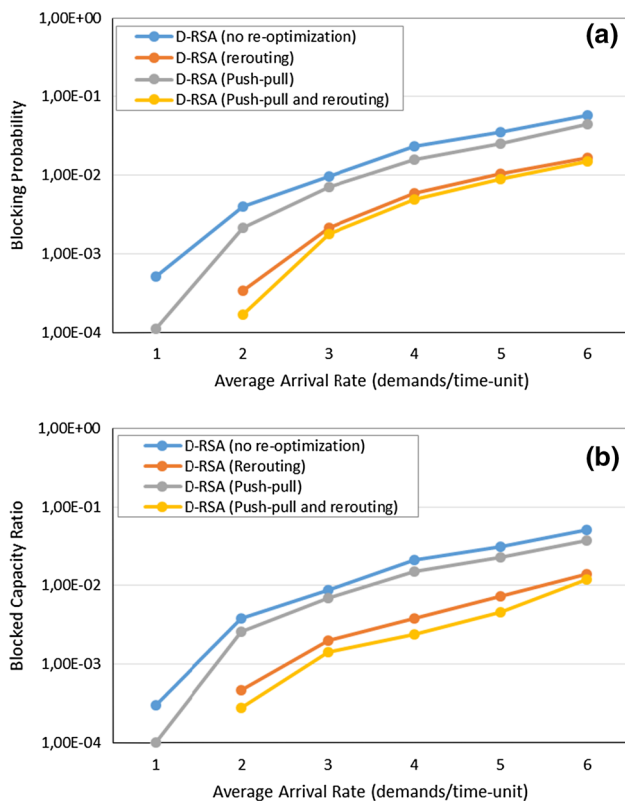 1,00E+00
(a)
D-RSA (no re-optimization)
D-RSA (rerouting)
D-RSA (Push-pull)
D-RSA (Push-pull and rerouting)
1,00E-01
1,00E-02
1,00E-03
1,00E-04
Blocking Probability
1 2 3 4 5 6
Average Arrival Rate (demands/time-unit)
1,00E+00
(b)
D-RSA (no re-optimization)
D-RSA (Rerouting)
D-RSA (Push-pull)
D-RSA (Push-pull and rerouting)
1,00E-01
1,00E-02
1,00E-03
1,00E-04
Blocked Capacity Ratio
1 2 3 4 5 6
Average Arrival Rate (demands/time-unit)